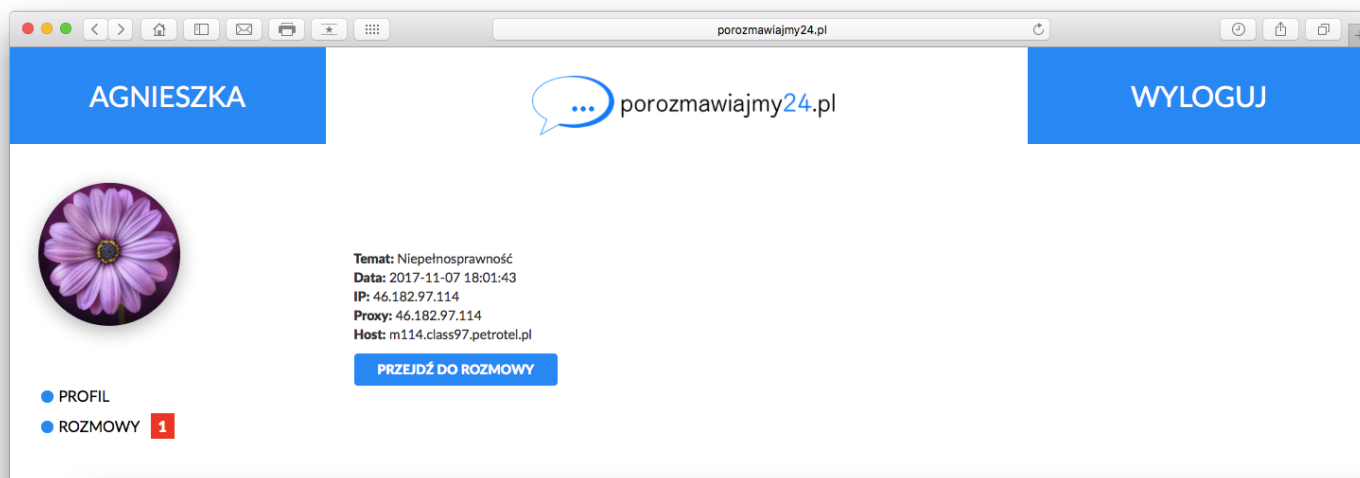 porozmawiajmy24.pl
AGNIESZKA
... porozmawiajmy24.pl
WYLOGUJ
Temat: Niepełnosprawność
Data: 2017-11-07 18:01:43
IP: 46.182.97.114
Proxy: 46.182.97.114
Host: m114.class97.petrotel.pl
PRZEJDŹ DO ROZMOWY
PROFIL
ROZMOWY 1